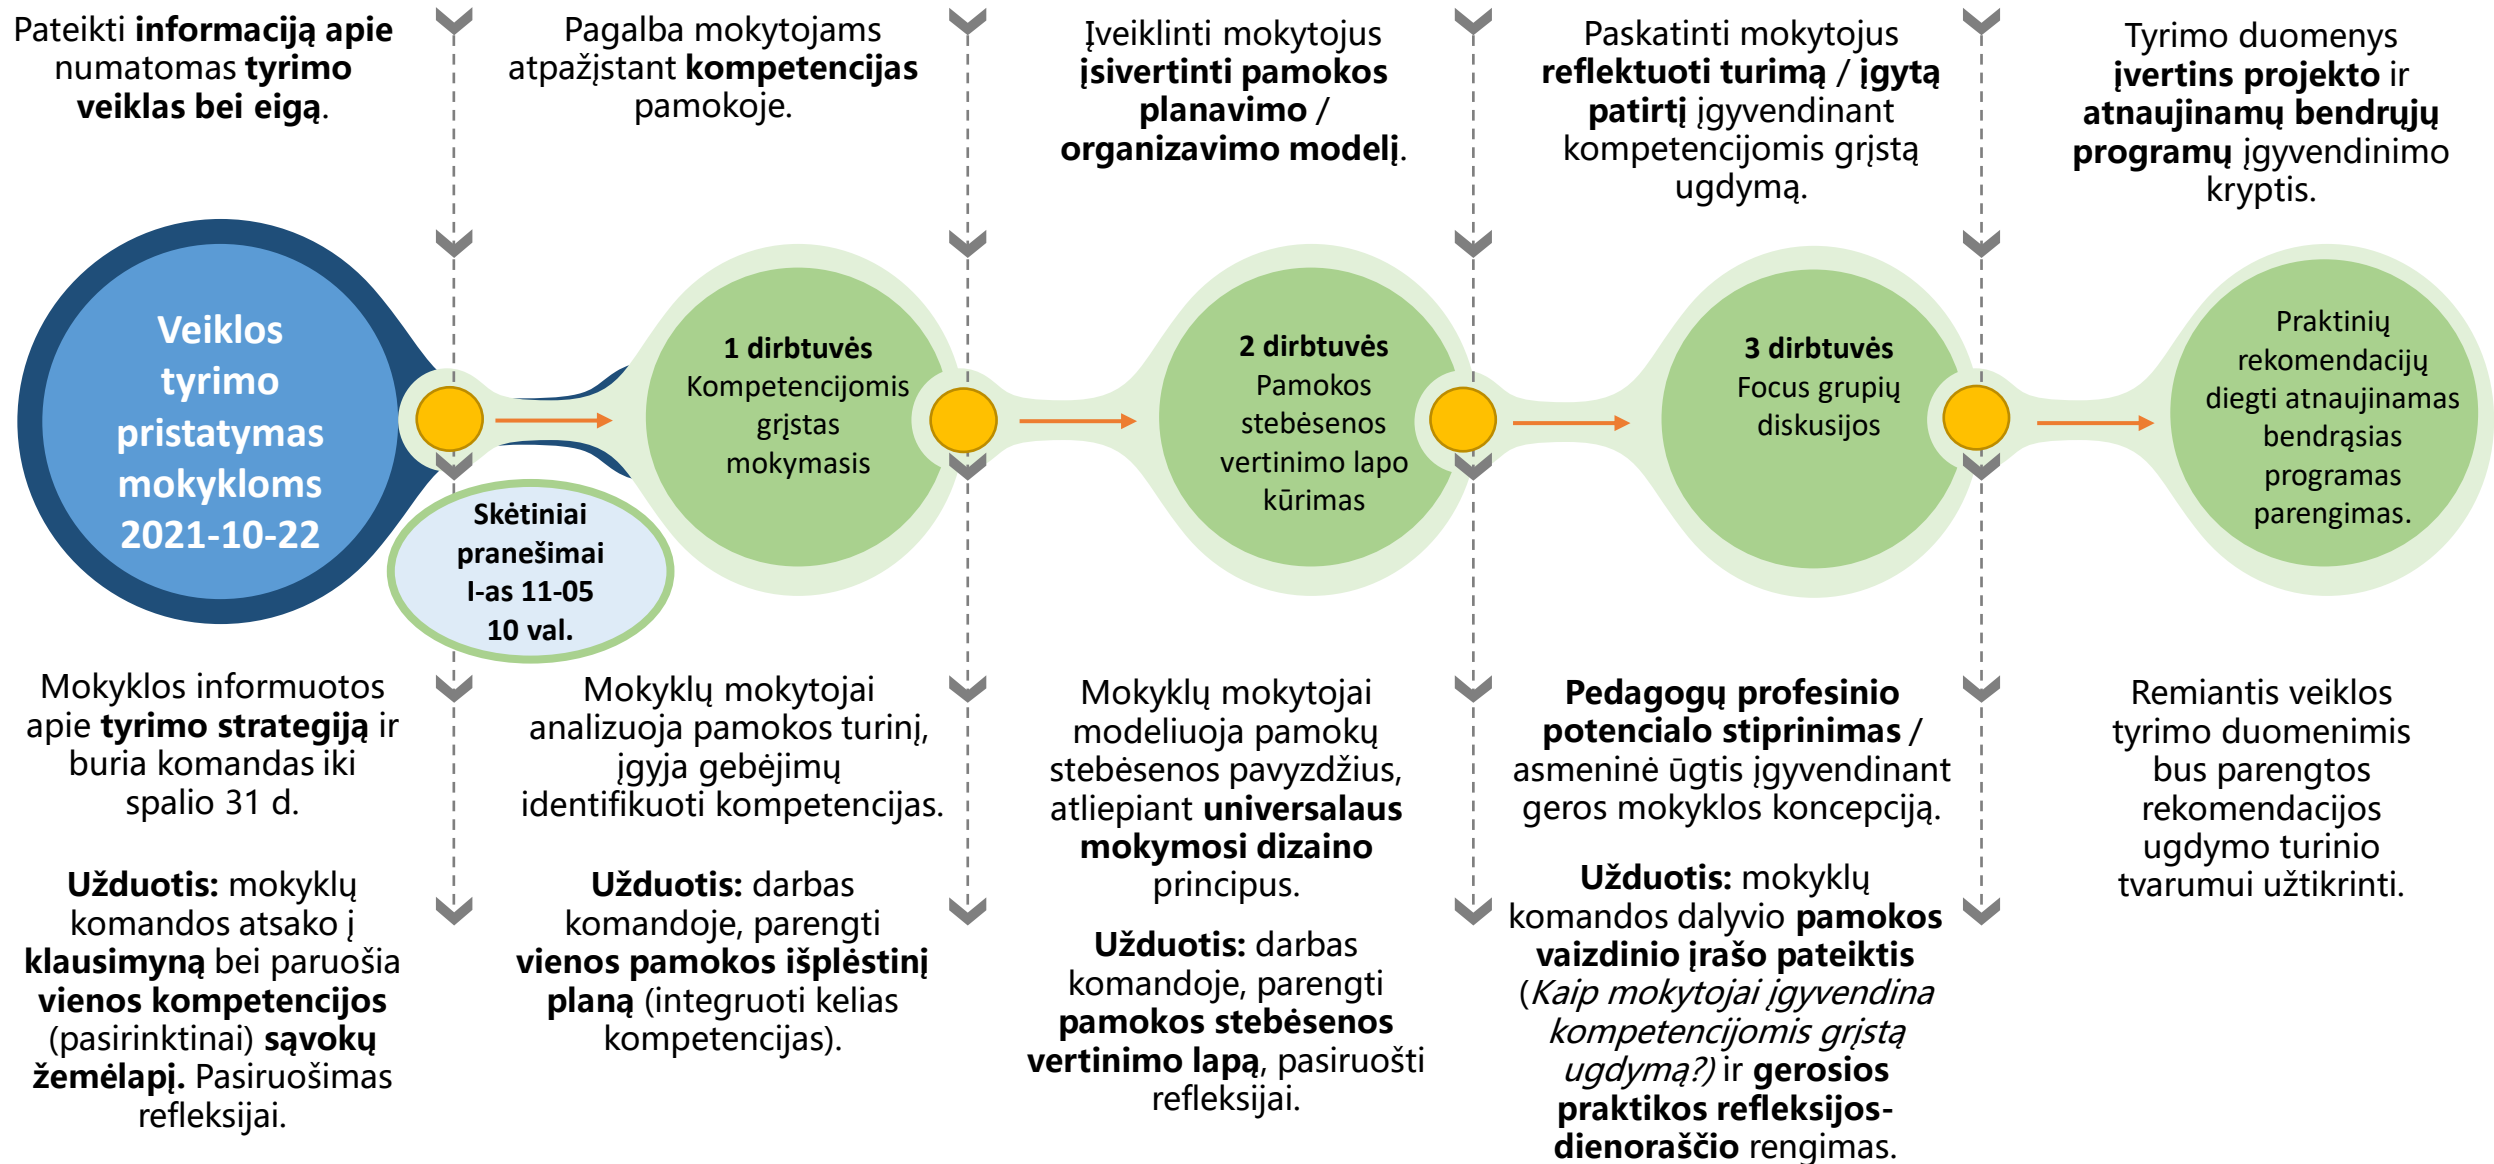 Pateikti informaciją apie
numatomas tyrimo
veiklas bei eigą.
Pagalba mokytojams
atpažįstant kompetencijas
pamokoje.
Įveiklinti mokytojus
įsivertinti pamokos
planavimo /
organizavimo modelį.
Paskatinti mokytojus
reflektuoti turimą / įgytą
patirtį įgyvendinant
kompetencijomis grįstą
ugdymą.
Tyrimo duomenys
įvertins projekto ir
atnaujinamų bendrųjų
programų įgyvendinimo
kryptis.
Veiklos
tyrimo
pristatymas
mokykloms
2021-10-22
Skėtiniai
pranešimai
I-as 11-05
10 val.
1 dirbtuvės
Kompetencijomis
grįstas
mokymasis
2 dirbtuvės
Pamokos
stebėsenos
vertinimo lapo
kūrimas
3 dirbtuvės
Focus grupių
diskusijos
Praktinių
rekomendacijų
diegti atnaujinamas
bendrąsias
programas
parengimas.
Mokyklos informuotos
apie tyrimo strategiją ir
buria komandas iki
spalio 31 d.
Užduotis: mokyklų
komandos atsako į
klausimyną bei paruošia
vienos kompetencijos
(pasirinktinai) sąvokų
žemėlapį. Pasiruošimas
refleksijai.
Mokyklų mokytojai
analizuoja pamokos turinį,
įgyja gebėjimų
identifikuoti kompetencijas.
Užduotis: darbas
komandoje, parengti
vienos pamokos išplėstinį
planą (integruoti kelias
kompetencijas).
Mokyklų mokytojai
modeliuoja pamokų
stebėsenos pavyzdžius,
atliepiant universalaus
mokymosi dizaino
principus.
Užduotis: darbas
komandoje, parengti
pamokos stebėsenos
vertinimo lapą, pasiruošti
refleksijai.
Pedagogų profesinio
potencialo stiprinimas /
asmeninė ūgtis įgyvendinant
geros mokyklos koncepciją.
Užduotis: mokyklų
komandos dalyvio pamokos
vaizdinio įrašo pateiktis
(Kaip mokytojai įgyvendina
kompetencijomis grįstą
ugdymą?) ir gerosios
praktikos refleksijos-
dienoraščio rengimas.
Remiantis veiklos
tyrimo duomenimis
bus parengtos
rekomendacijos
ugdymo turinio
tvarumui užtikrinti.